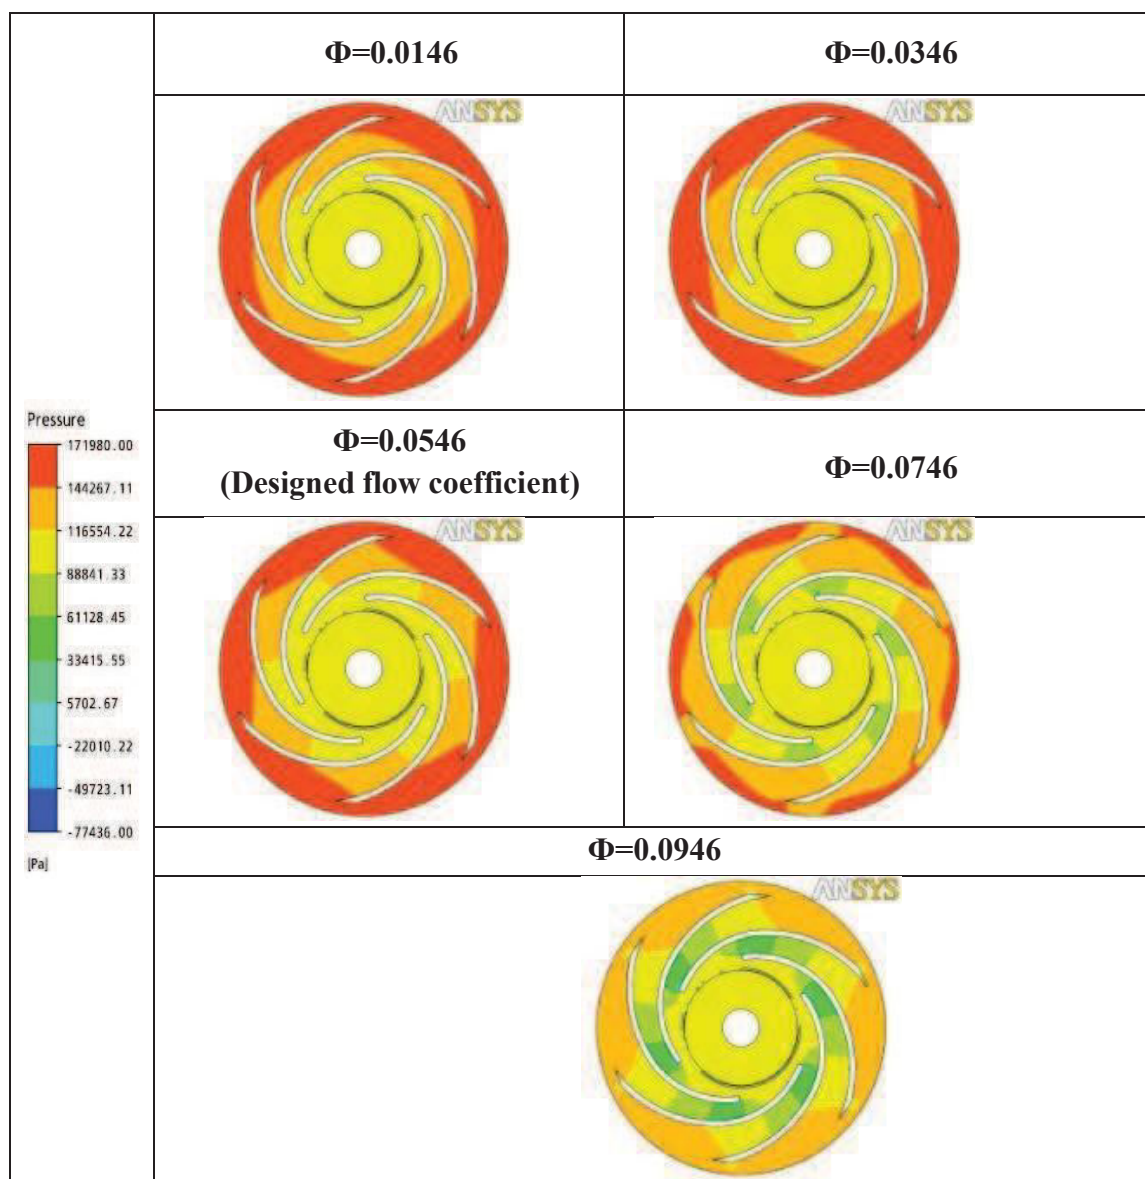 Φ=0.0146
Φ=0.0346
ANSYS
ANSYS
Pressure
171980.00
144267.11
116554.22
88841.33
61128.45
33415.55
5702.67
-22010.22
-49723.11
-77436.00
[Pa]
Φ=0.0546
(Designed flow coefficient)
Φ=0.0746
ANSYS
ANSYS
Φ=0.0946
ANSYS